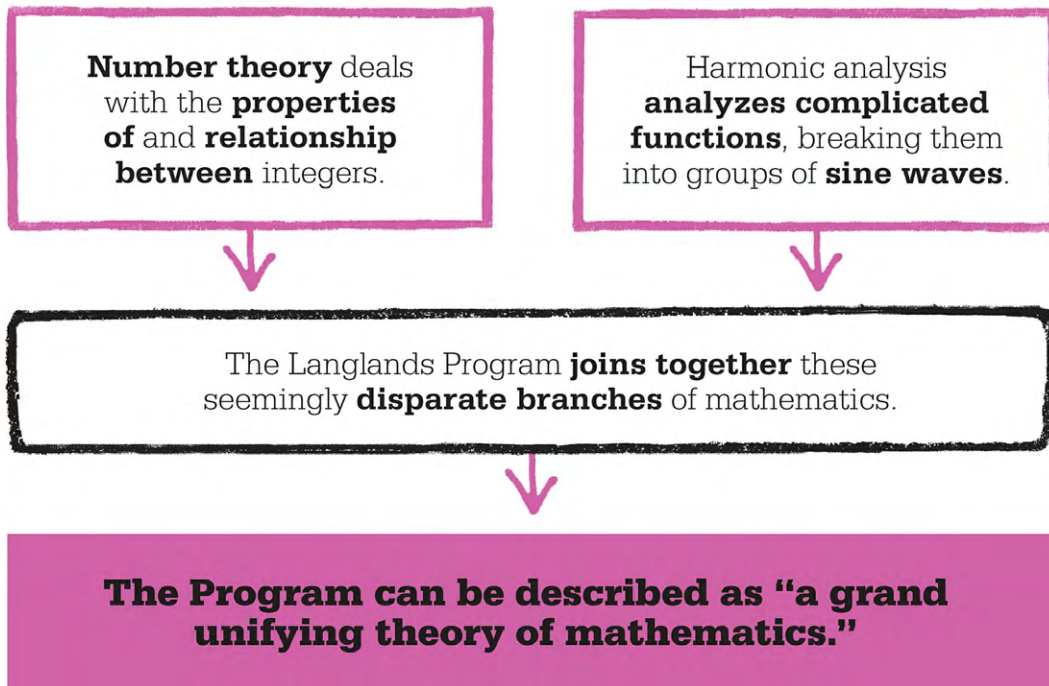 Number theory deals
with the properties
of and relationship
between integers.
Harmonic analysis
analyzes complicated
functions, breaking them
into groups of sine waves.
The Langlands Program joins together these
seemingly disparate branches of mathematics.
The Program can be described as “a grand
unifying theory of mathematics.”